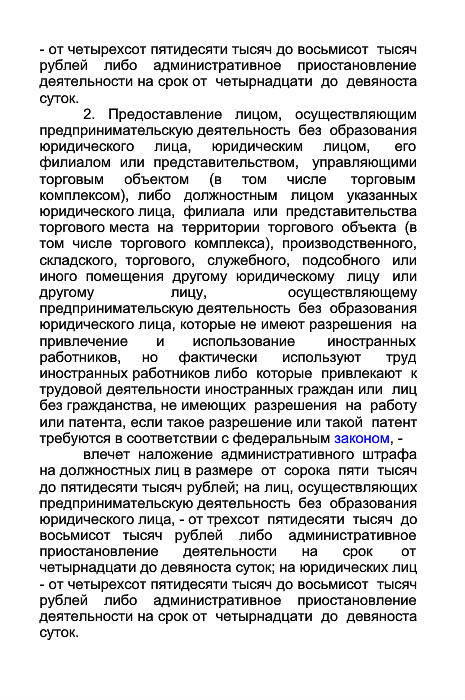 - от четырехсот пятидесяти тысяч до восьмисот тысяч
рублей либо административное приостановление
деятельности на срок от четырнадцати до девяноста
суток.
2. Предоставление лицом, осуществляющим
предпринимательскую деятельность без образования
юридического лица, юридическим лицом, его
филиалом или представительством, управляющими
торговым объектом (в том числе торговым
комплексом), либо должностным лицом указанных
юридического лица, филиала или представительства
торгового места на территории торгового объекта (в
том числе торгового комплекса), производственного,
складского, торгового, служебного, подсобного или
иного помещения другому юридическому лицу или
другому лицу, осуществляющему
предпринимательскую деятельность без образования
юридического лица, которые не имеют разрешения на
привлечение и использование иностранных
работников, но фактически используют труд
иностранных работников либо которые привлекают к
трудовой деятельности иностранных граждан или лиц
без гражданства, не имеющих разрешения на работу
или патента, если такое разрешение или такой патент
требуются в соответствии с федеральным законом, -
влечет наложение административного штрафа
на должностных лиц в размере от сорока пяти тысяч
до пятидесяти тысяч рублей; на лиц, осуществляющих
предпринимательскую деятельность без образования
юридического лица, - от трехсот пятидесяти тысяч до
восьмисот тысяч рублей либо административное
приостановление деятельности на срок от
четырнадцати до девяноста суток; на юридических лиц
- от четырехсот пятидесяти тысяч до восьмисот тысяч
рублей либо административное приостановление
деятельности на срок от четырнадцати до девяноста
суток.